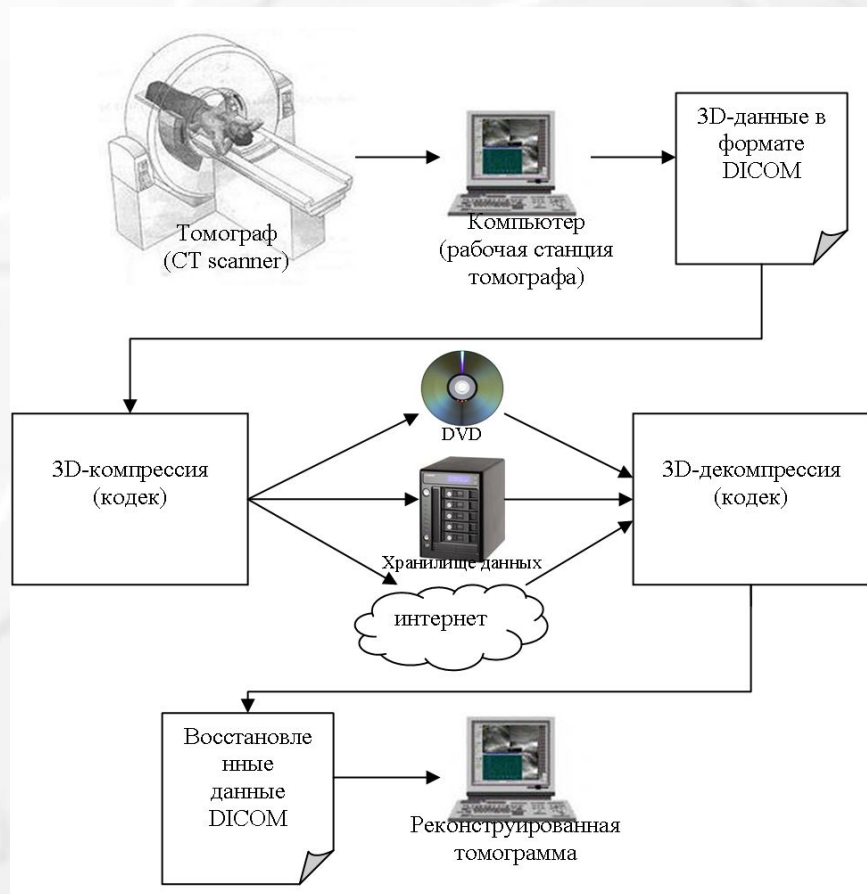 Томограф
(CT scanner)
Компьютер
(рабочая станция
томографа)
3D-данные в
формате
DICOM
3D-компрессия
(кодек)
DVD
Хранилище данных
интернет
3D-декомпрессия
(кодек)
Восстановле
нные
данные
DICOM
Реконструированная
томограмма